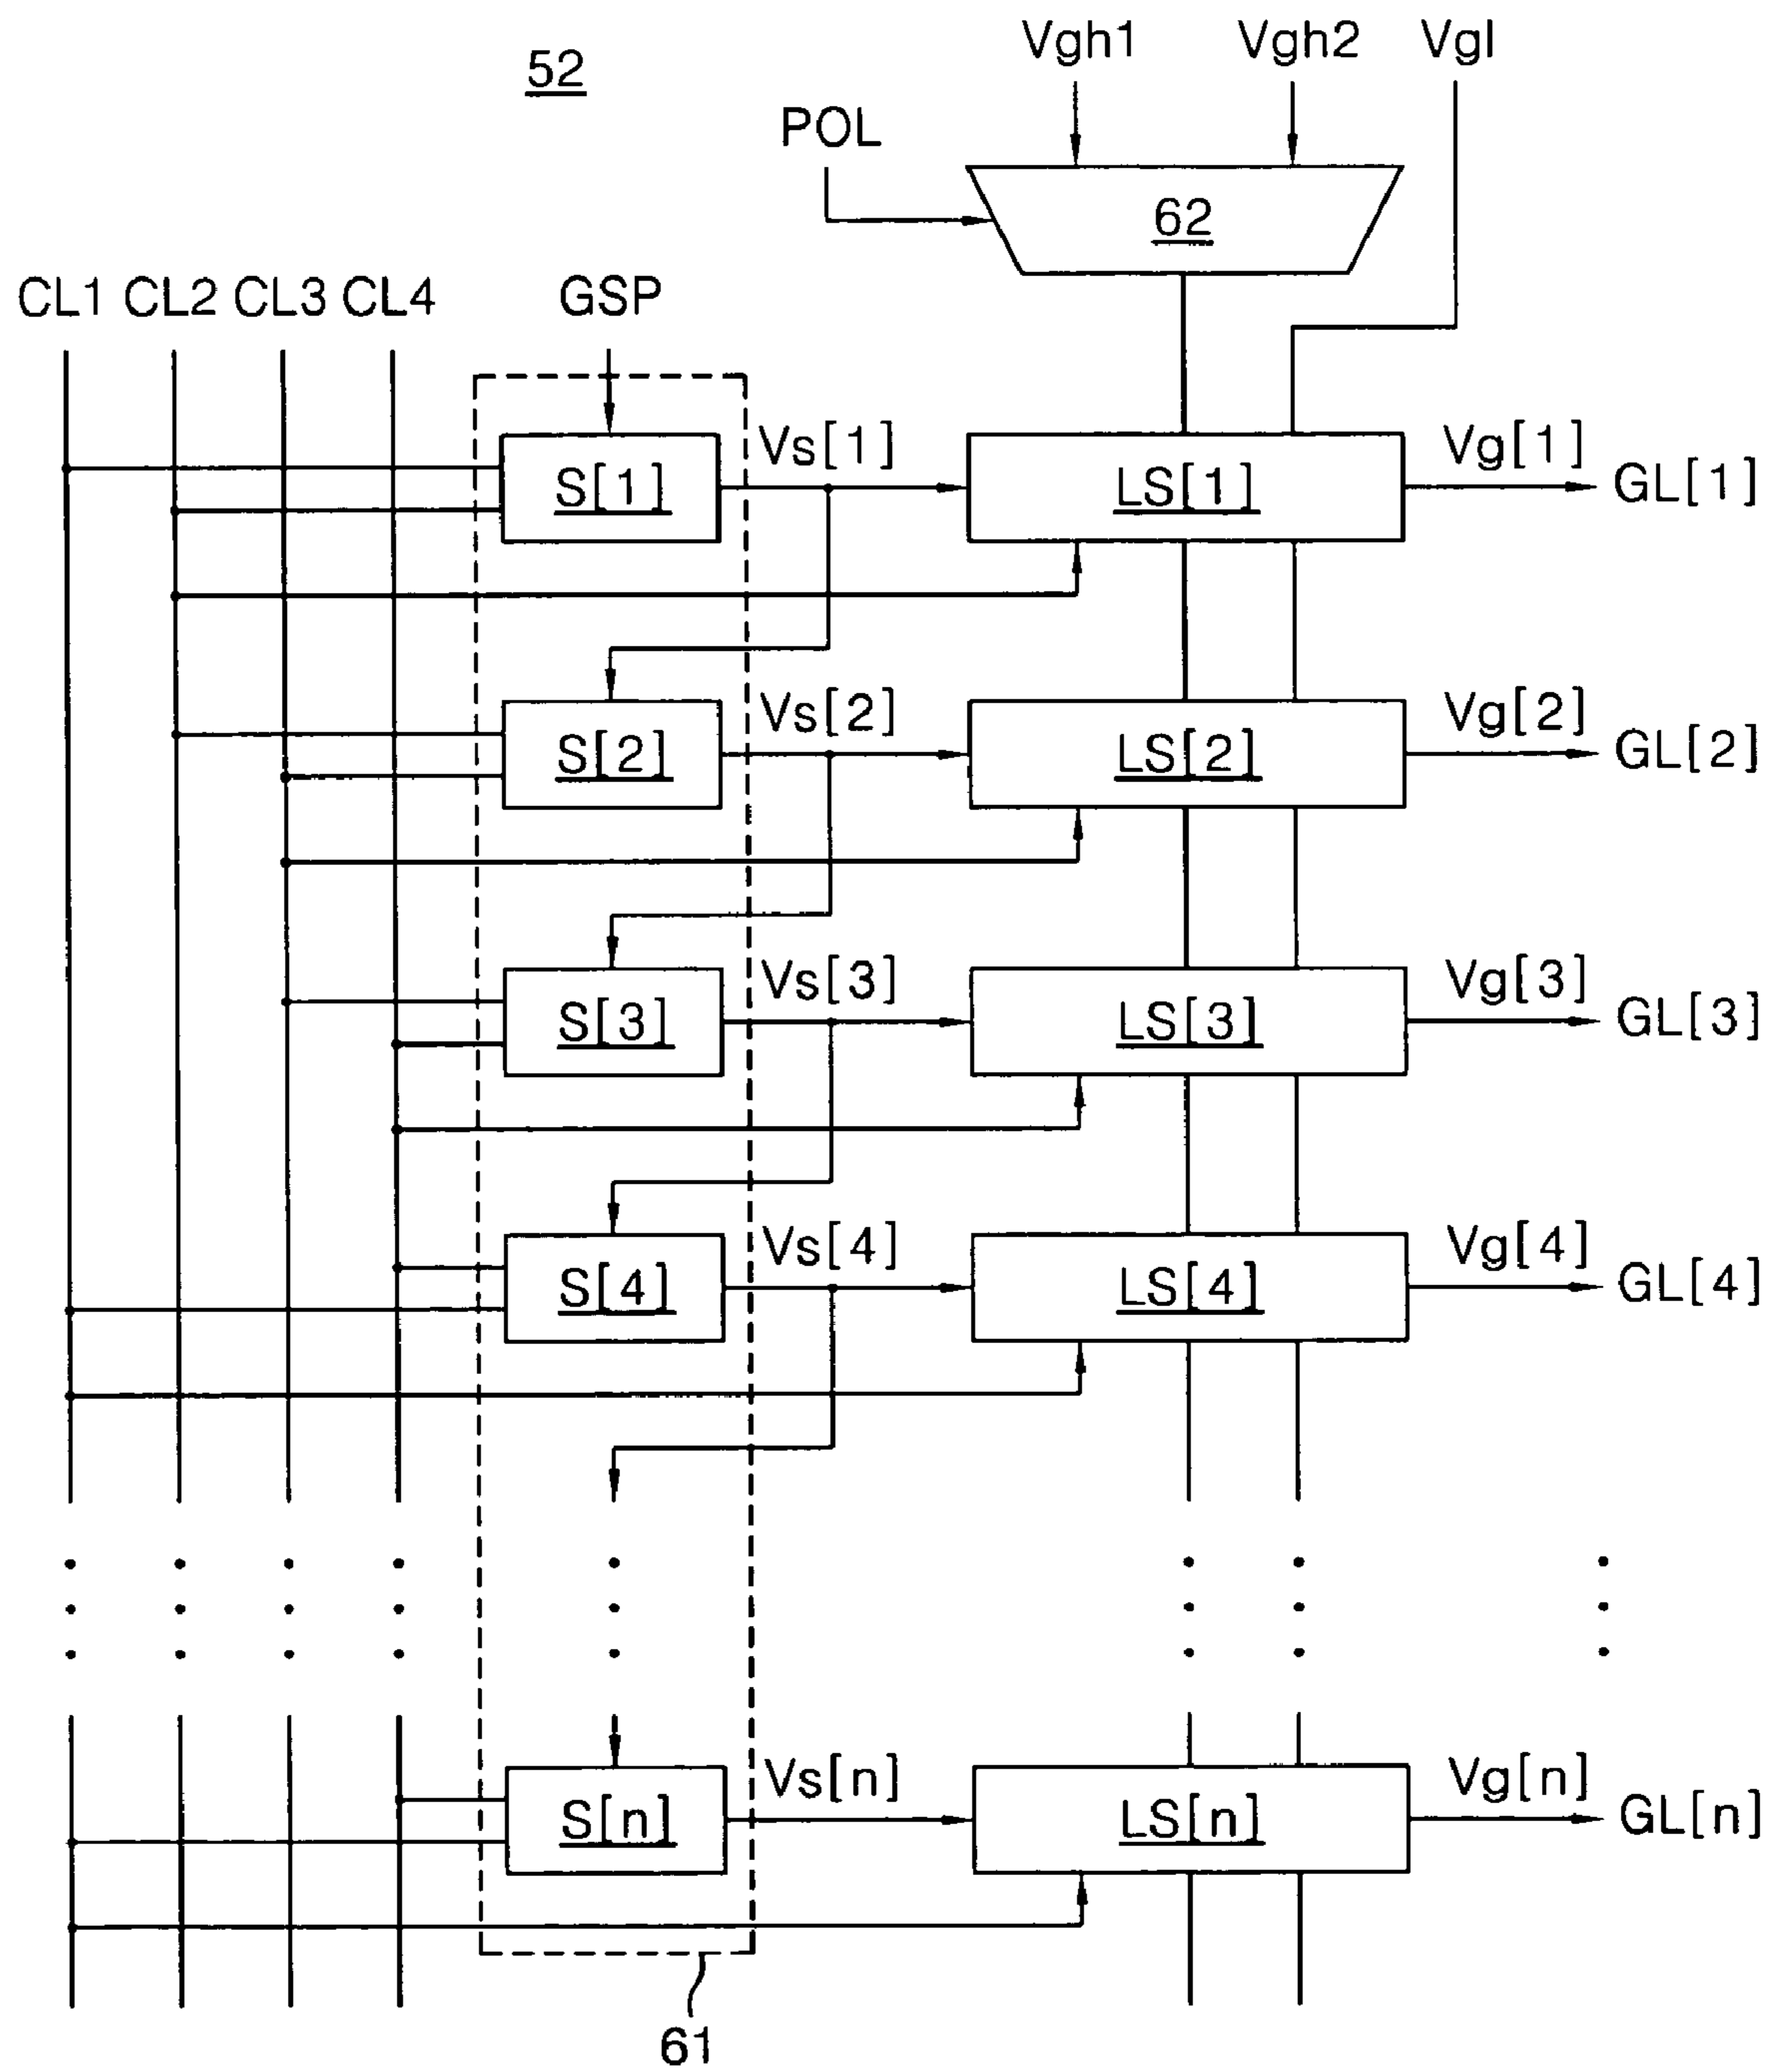 52
Vgh1 Vgh2 Vgl
POL
62
CL1 CL2 CL3 CL4 GSP
S[1] Vs[1] LS[1] Vg[1] GL[1]
S[2] Vs[2] LS[2] Vg[2] GL[2]
S[3] Vs[3] LS[3] Vg[3] GL[3]
S[4] Vs[4] LS[4] Vg[4] GL[4]
S[n] Vs[n] LS[n] Vg[n] GL[n]
61